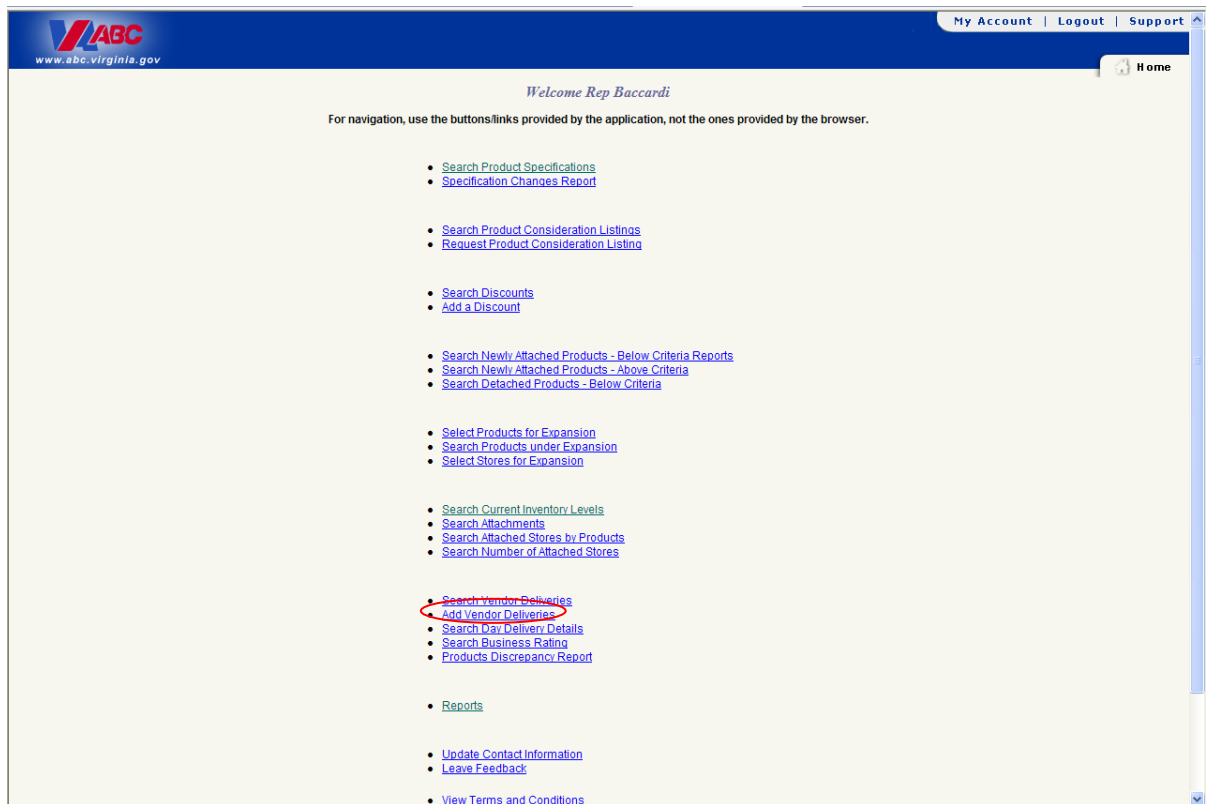 My Account | Logout | Support
ABC
www.abc.virginia.gov
Home
Welcome Rep Baccardi
For navigation, use the buttons/links provided by the application, not the ones provided by the browser.
Search Product Specifications
Specification Changes Report
Search Product Consideration Listings
Request Product Consideration Listing
Search Discounts
Add a Discount
Search Newly Attached Products - Below Criteria Reports
Search Newly Attached Products - Above Criteria
Search Detached Products - Below Criteria
Select Products for Expansion
Search Products under Expansion
Select Stores for Expansion
Search Current Inventory Levels
Search Attachments
Search Attached Stores by Products
Search Number of Attached Stores
Search Vendor Deliveries
Add Vendor Deliveries
Search Day Delivery Details
Search Business Rating
Products Discrepancy Report
Reports
Update Contact Information
Leave Feedback
View Terms and Conditions